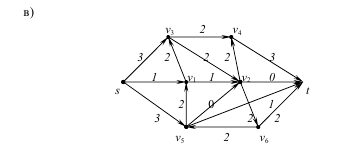 в)
v₃ 2 v₄
3 2 2 2 3
s 1 v₁ 1 v₂ 0 t
3 2 0 2 1 2
v₅ 2 v₆